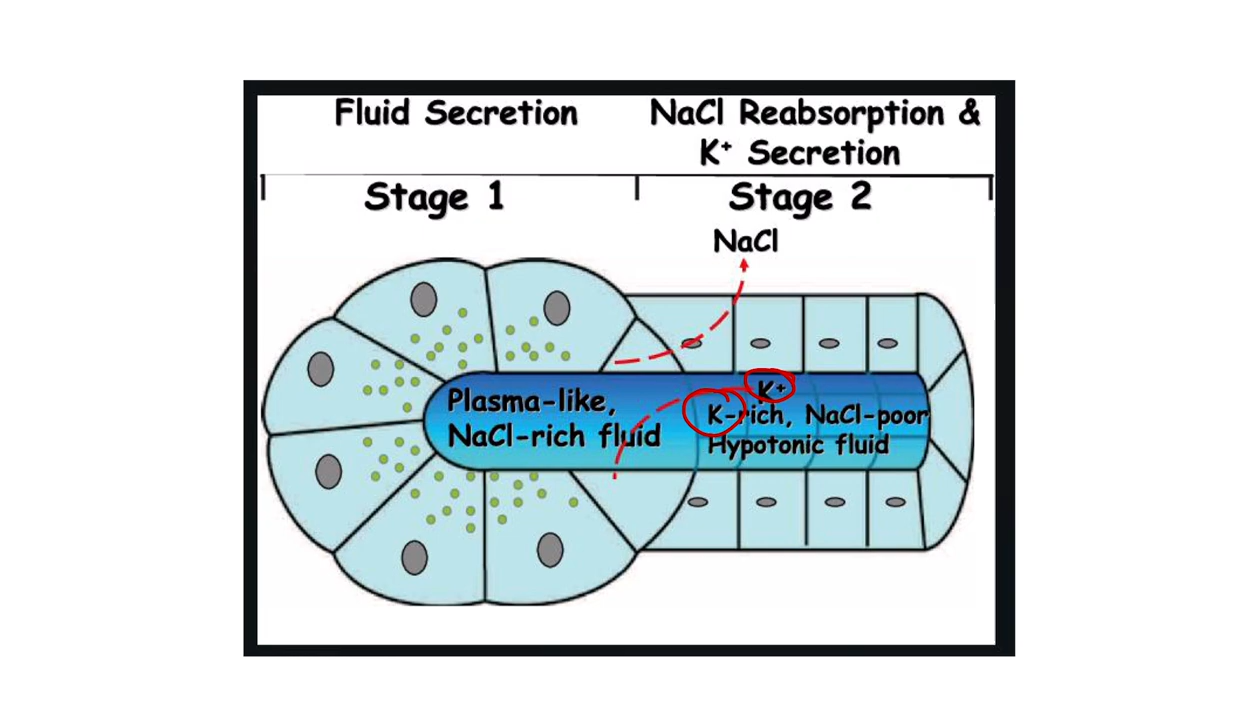 Fluid Secretion
NaCl Reabsorption &
K+ Secretion
Stage 1
Stage 2
NaCl
Plasma-like,
NaCl-rich fluid
K+
K-rich, NaCl-poor
Hypotonic fluid